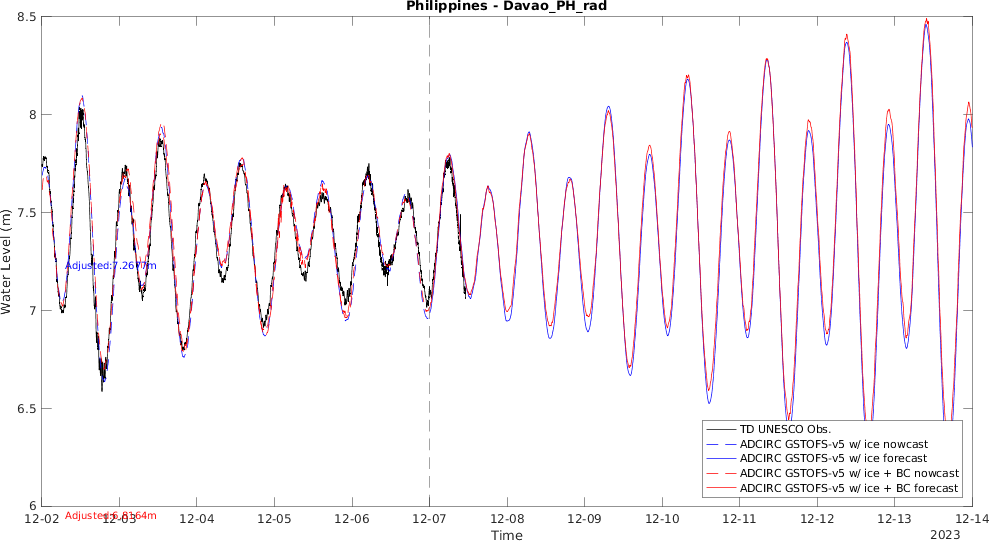 Philippines - Davao_PH_rad
8.5
8
7.5
7
6.5
6
Water Level (m)
Adjusted:7.2677m
Adjusted:6.8164m
TD UNESCO Obs.
ADCIRC GSTOFS-v5 w/ ice nowcast
ADCIRC GSTOFS-v5 w/ ice forecast
ADCIRC GSTOFS-v5 w/ ice + BC nowcast
ADCIRC GSTOFS-v5 w/ ice + BC forecast
12-02 12-03 12-04 12-05 12-06 12-07 12-08 12-09 12-10 12-11 12-12 12-13 12-14
Time
2023